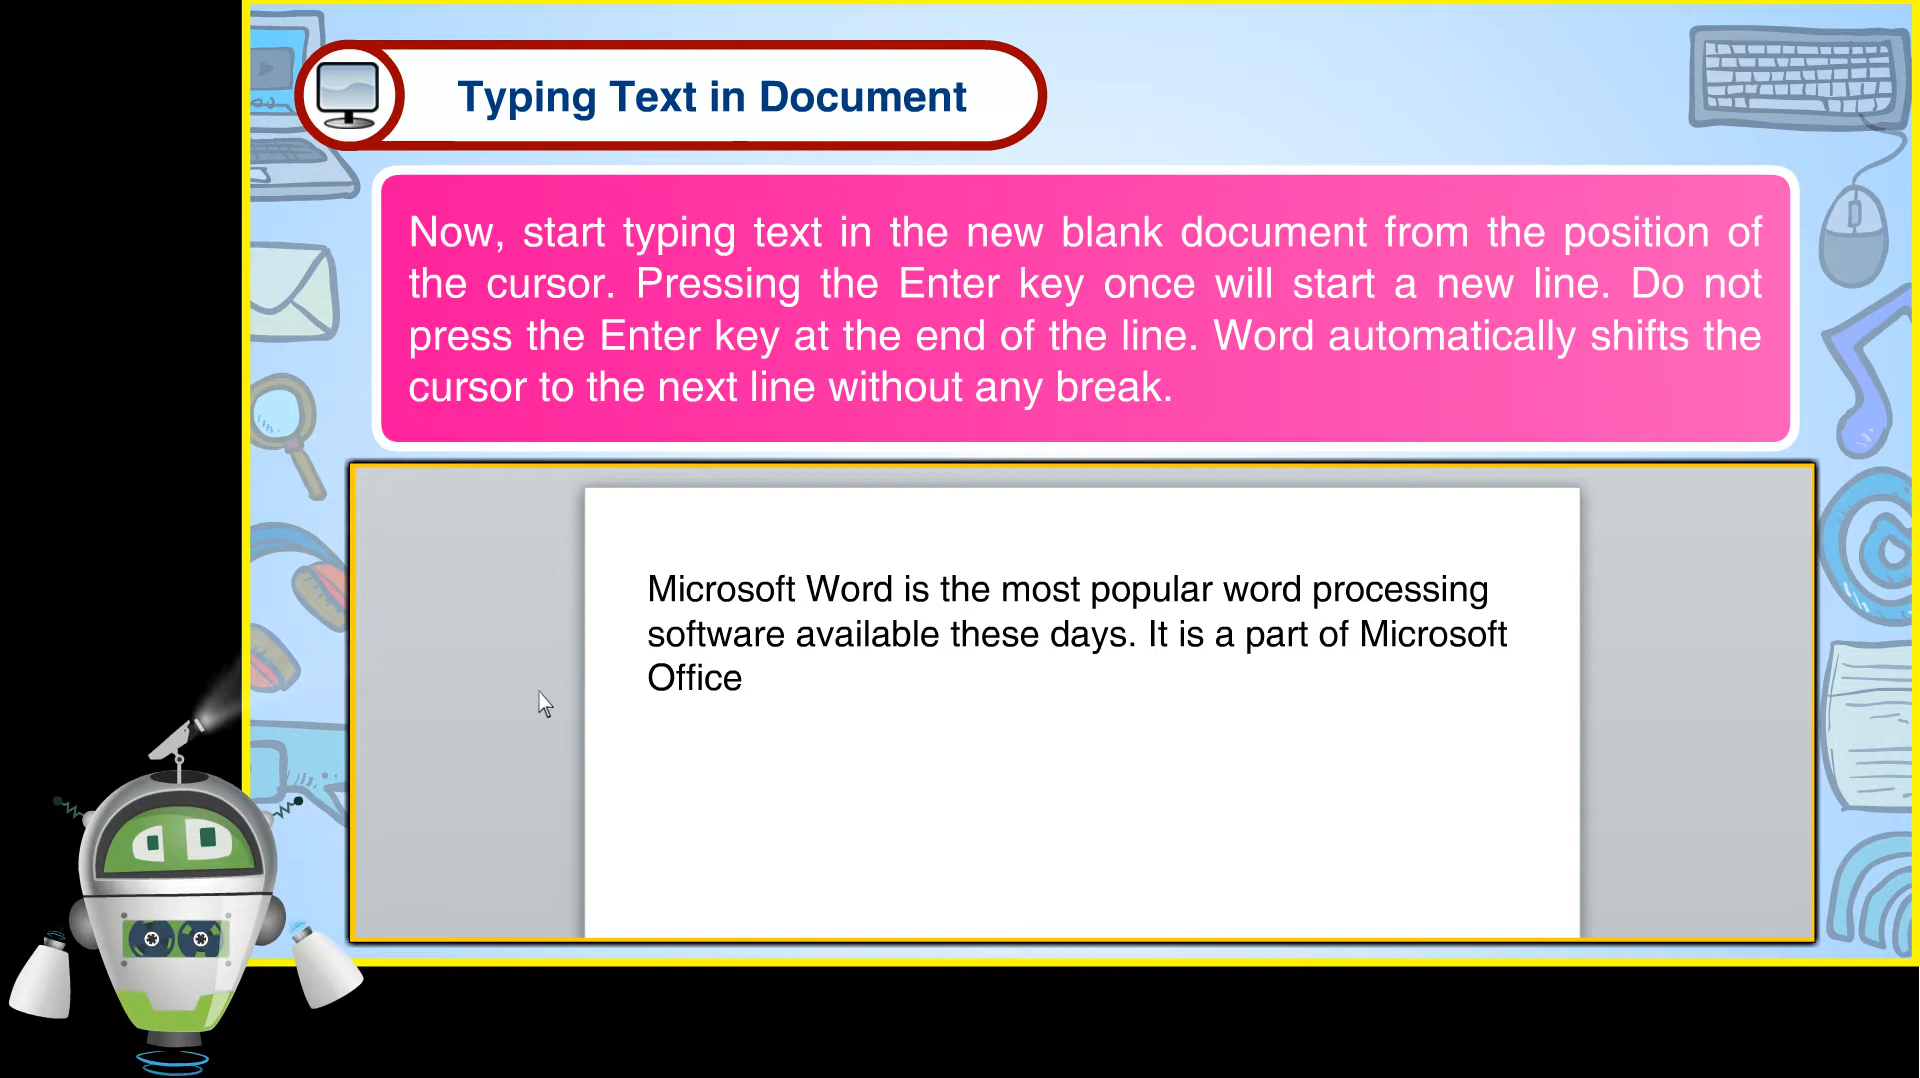 Typing Text in Document
Now, start typing text in the new blank document from the position of
the cursor. Pressing the Enter key once will start a new line. Do not
press the Enter key at the end of the line. Word automatically shifts the
cursor to the next line without any break.
Microsoft Word is the most popular word processing
software available these days. It is a part of Microsoft
Office